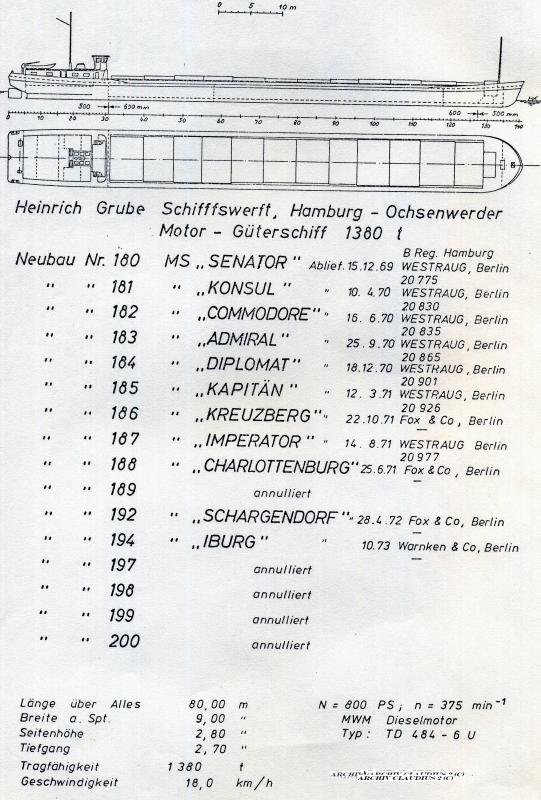 0 5 10 m
500 600 mm 600 500 mm
0 10 20 30 40 50 60 70 80 90 100 110 120 130 140
Heinrich Grube Schifffswerft, Hamburg - Ochsenwerder
Motor - Güterschiff 1380 t
B Reg. Hamburg
Neubau Nr. 180 MS „SENATOR" Ablief. 15.12.69 WESTRAUG, Berlin
20 775
" " 181 " „KONSUL" " 10. 4.70 WESTRAUG, Berlin
20 830
" " 182 " „COMMODORE" " 16. 6.70 WESTRAUG, Berlin
20 835
" " 183 " „ADMIRAL" " 25. 9.70 WESTRAUG, Berlin
20 865
" " 184 " „DIPLOMAT" " 18.12.70 WESTRAUG, Berlin
20 901
" " 185 " „KAPITÄN" " 12. 3.71 WESTRAUG, Berlin
20 926
" " 186 " „KREUZBERG" " 22.10.71 Fox & Co, Berlin
—
" " 187 " „IMPERATOR" " 14. 8.71 WESTRAUG Berlin
20 977
" " 188 " „CHARLOTTENBURG" 25.6.71 Fox & Co, Berlin
—
" " 189 annulliert
" " 192 " „SCHARGENDORF" " 28.4.72 Fox & Co, Berlin
—
" " 194 " „IBURG" " 10.73 Warnken & Co, Berlin
—
" " 197 annulliert
" " 198 annulliert
" " 199 annulliert
" " 200 annulliert
Länge über Alles 80,00 m N = 800 PS; n = 375 min⁻¹
Breite a. Spt. 9,00 " MWM Dieselmotor
Seitenhöhe 2,80 " Typ: TD 484 - 6 U
Tiefgang 2,70 "
Tragfähigkeit 1380 t
Geschwindigkeit 18,0 km/h
ARCHIV CLAUDIUS 2 (C)